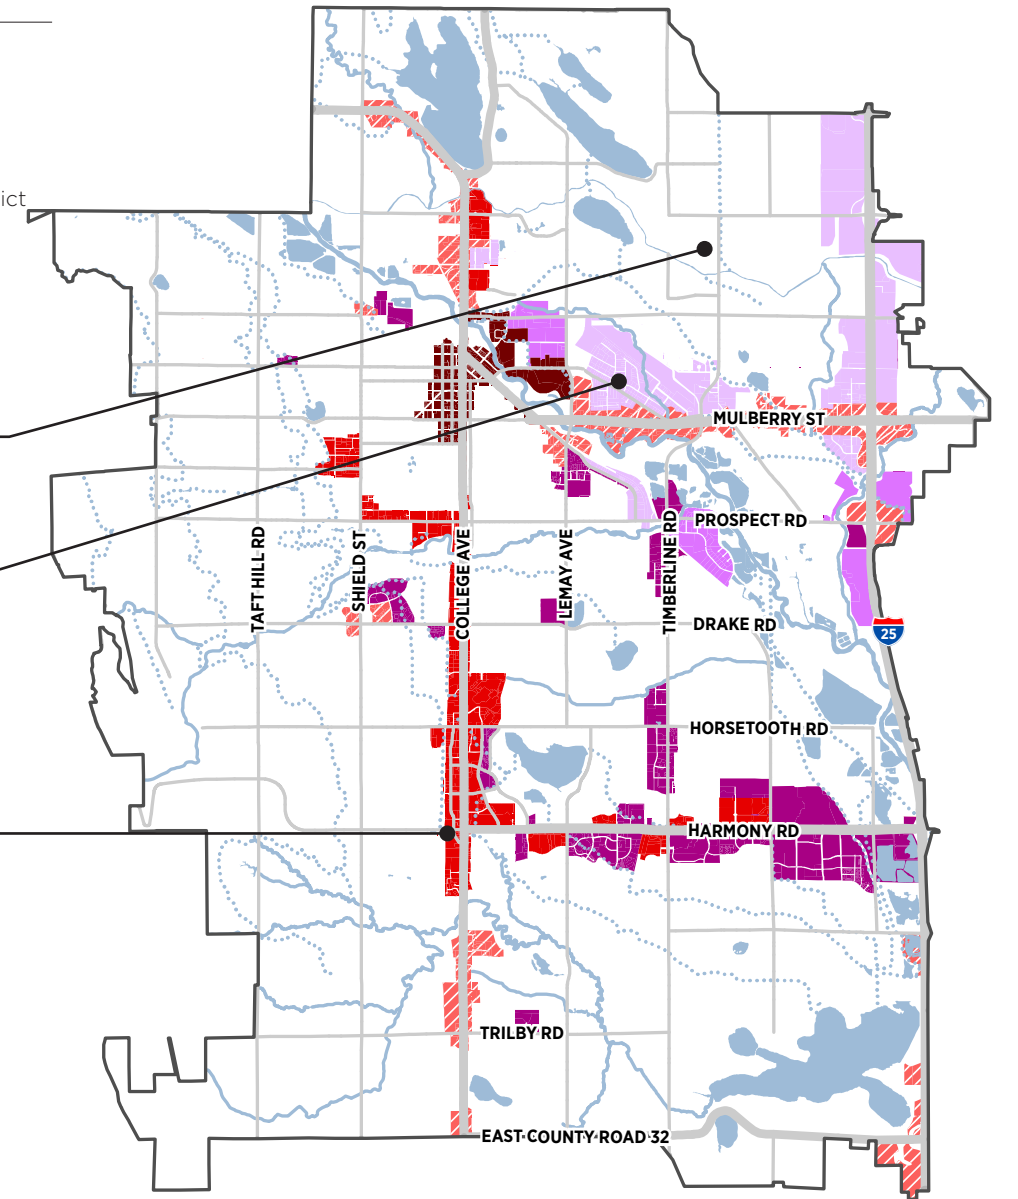 ict
MULBERRY ST
PROSPECT RD
TAFT HILL RD
SHIELD ST
COLLEGE AVE
LEMAY AVE
TIMBERLINE RD
DRAKE RD
25
HORSETOOTH RD
HARMONY RD
TRILBY RD
EAST COUNTY ROAD 32